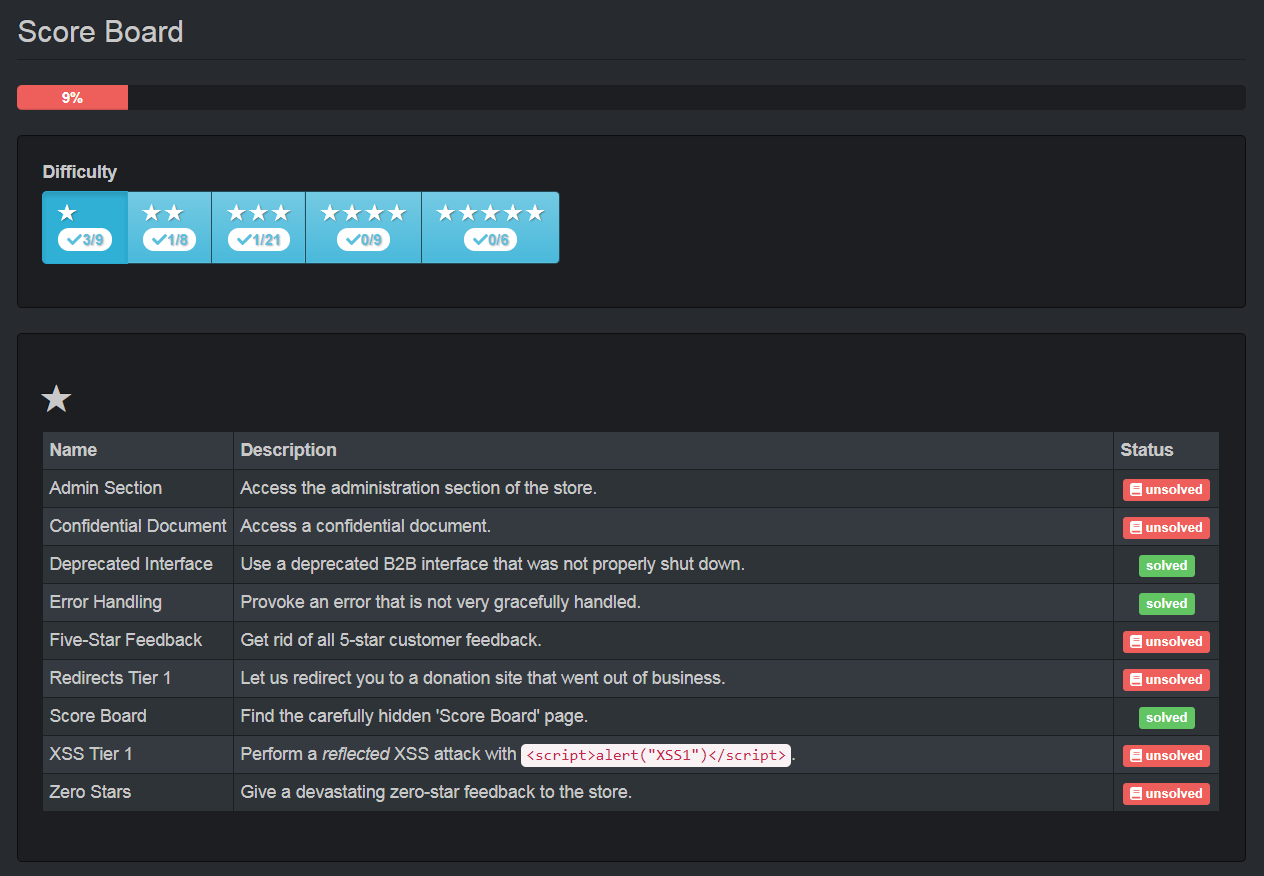 Score Board
9%
Difficulty
★ ★★ ★★★ ★★★★ ★★★★★
✔3/9 ✔1/8 ✔1/21 ✔0/9 ✔0/6
★
Name Description Status
Admin Section Access the administration section of the store. unsolved
Confidential Document Access a confidential document. unsolved
Deprecated Interface Use a deprecated B2B interface that was not properly shut down. solved
Error Handling Provoke an error that is not very gracefully handled. solved
Five-Star Feedback Get rid of all 5-star customer feedback. unsolved
Redirects Tier 1 Let us redirect you to a donation site that went out of business. unsolved
Score Board Find the carefully hidden 'Score Board' page. solved
XSS Tier 1 Perform a reflected XSS attack with <script>alert("XSS1")</script>. unsolved
Zero Stars Give a devastating zero-star feedback to the store. unsolved